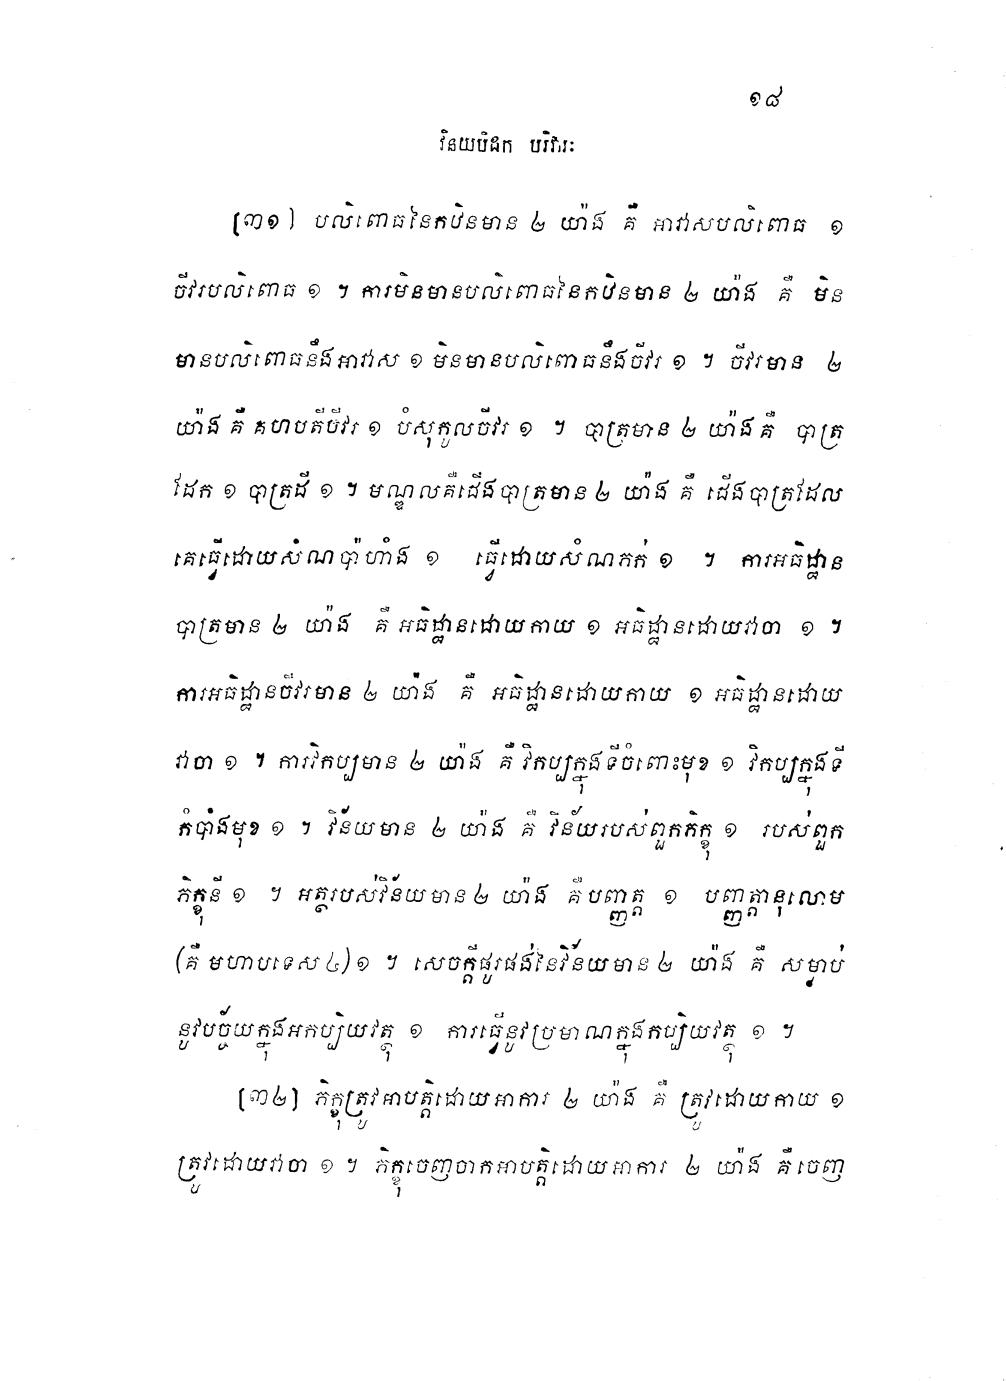 ១៨
វិនយបិដក បរិវារៈ
[៣១] បលិពោធនៃកឋិនមាន ២ យ៉ាង គឺ អាវាសបលិពោធ ១
ចីវរបលិពោធ ១ ។ ការមិនមានបលិពោធនៃកឋិនមាន ២ យ៉ាង គឺ មិន
មានបលិពោធនឹងអាវាស ១ មិនមានបលិពោធនឹងចីវរ ១ ។ ចីវរមាន ២
យ៉ាង គឺ គហបតីចីវរ ១ បំសុកូលចីវរ ១ ។ បាត្រមាន ២ យ៉ាងគឺ បាត្រ
ដែក ១ បាត្រដី ១ ។ មណ្ឌលគឺជើងបាត្រមាន ២ យ៉ាង គឺ ជើងបាត្រដែល
គេធ្វើដោយសំណប៉ាហាំង ១ ធ្វើដោយសំណកក់ ១ ។ ការអធិដ្ឋាន
បាត្រមាន ២ យ៉ាង គឺ អធិដ្ឋានដោយកាយ ១ អធិដ្ឋានដោយវាចា ១ ។
ការអធិដ្ឋានចីវរមាន ២ យ៉ាង គឺ អធិដ្ឋានដោយកាយ ១ អធិដ្ឋានដោយ
វាចា ១ ។ ការវិកប្បមាន ២ យ៉ាង គឺ វិកប្បក្នុងទីចំពោះមុខ ១ វិកប្បក្នុងទី
កំបាំងមុខ ១ ។ វិន័យមាន ២ យ៉ាង គឺ វិន័យរបស់ពួកភិក្ខុ ១ របស់ពួក
ភិក្ខុនី ១ ។ អត្ថរបស់វិន័យមាន ២ យ៉ាង គឺបញ្ញត្ត ១ បញ្ញត្តានុលោម
(គឺ មហាបទេស ៤) ១ ។ សេចក្តីផូរផង់នៃវិន័យមាន ២ យ៉ាង គឺ សម្លាប់
នូវបច្ច័យក្នុងអកប្បិយវត្ថុ ១ ការធ្វើនូវប្រមាណក្នុងកប្បិយវត្ថុ ១ ។
[៣២] ភិក្ខុត្រូវអាបត្តិដោយអាការ ២ យ៉ាង គឺ ត្រូវដោយកាយ ១
ត្រូវដោយវាចា ១ ។ ភិក្ខុចេញចាកអាបត្តិដោយអាការ ២ យ៉ាង គឺចេញ